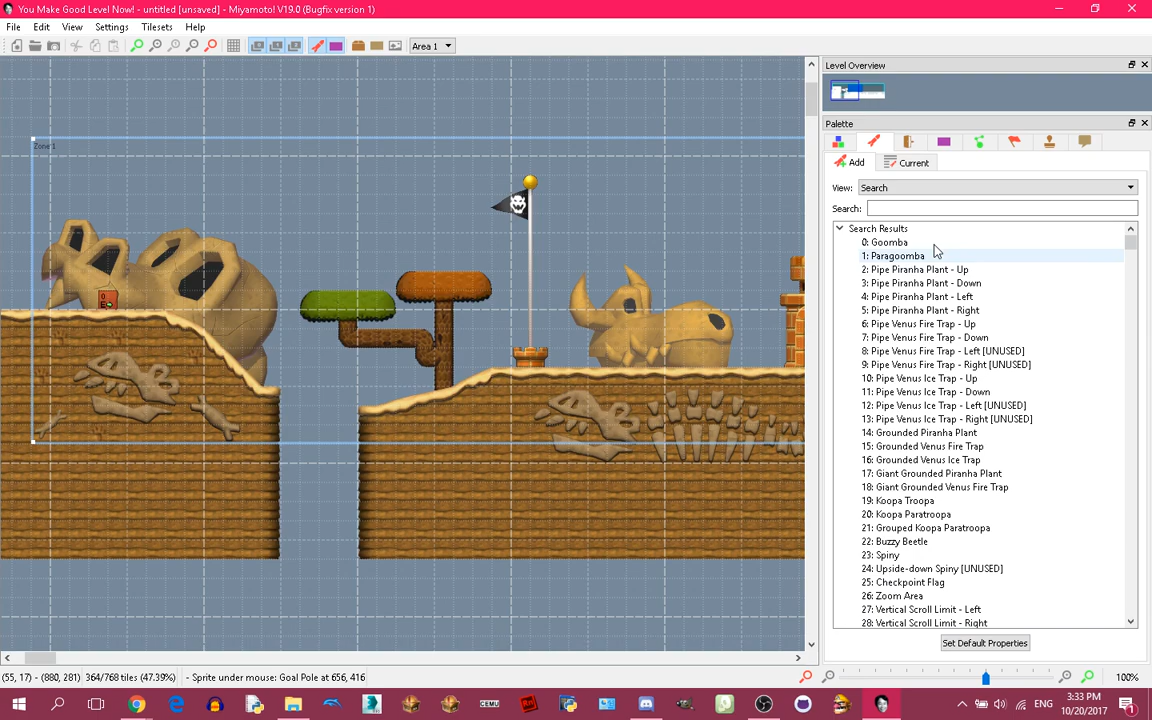 You Make Good Level Now! - untitled [unsaved] - Miyamoto! V19.0 (Bugfix version 1)
File Edit View Settings Tilesets Help
Area 1
Level Overview
Palette
Zone 1
Add Current
View: Search
Search:
Search Results
0: Goomba
1: Paragoomba
2: Pipe Piranha Plant - Up
3: Pipe Piranha Plant - Down
4: Pipe Piranha Plant - Left
5: Pipe Piranha Plant - Right
6: Pipe Venus Fire Trap - Up
7: Pipe Venus Fire Trap - Down
8: Pipe Venus Fire Trap - Left [UNUSED]
9: Pipe Venus Fire Trap - Right [UNUSED]
10: Pipe Venus Ice Trap - Up
11: Pipe Venus Ice Trap - Down
12: Pipe Venus Ice Trap - Left [UNUSED]
13: Pipe Venus Ice Trap - Right [UNUSED]
14: Grounded Piranha Plant
15: Grounded Venus Fire Trap
16: Grounded Venus Ice Trap
17: Giant Grounded Piranha Plant
18: Giant Grounded Venus Fire Trap
19: Koopa Troopa
20: Koopa Paratroopa
21: Grouped Koopa Paratroopa
22: Buzzy Beetle
23: Spiny
24: Upside-down Spiny [UNUSED]
25: Checkpoint Flag
26: Zoom Area
27: Vertical Scroll Limit - Left
28: Vertical Scroll Limit - Right
Set Default Properties
(55, 17) - (880, 281) 364/768 tiles (47.39%) - Sprite under mouse: Goal Pole at 656, 416
100%
CEMU
ENG
3:33 PM
10/20/2017